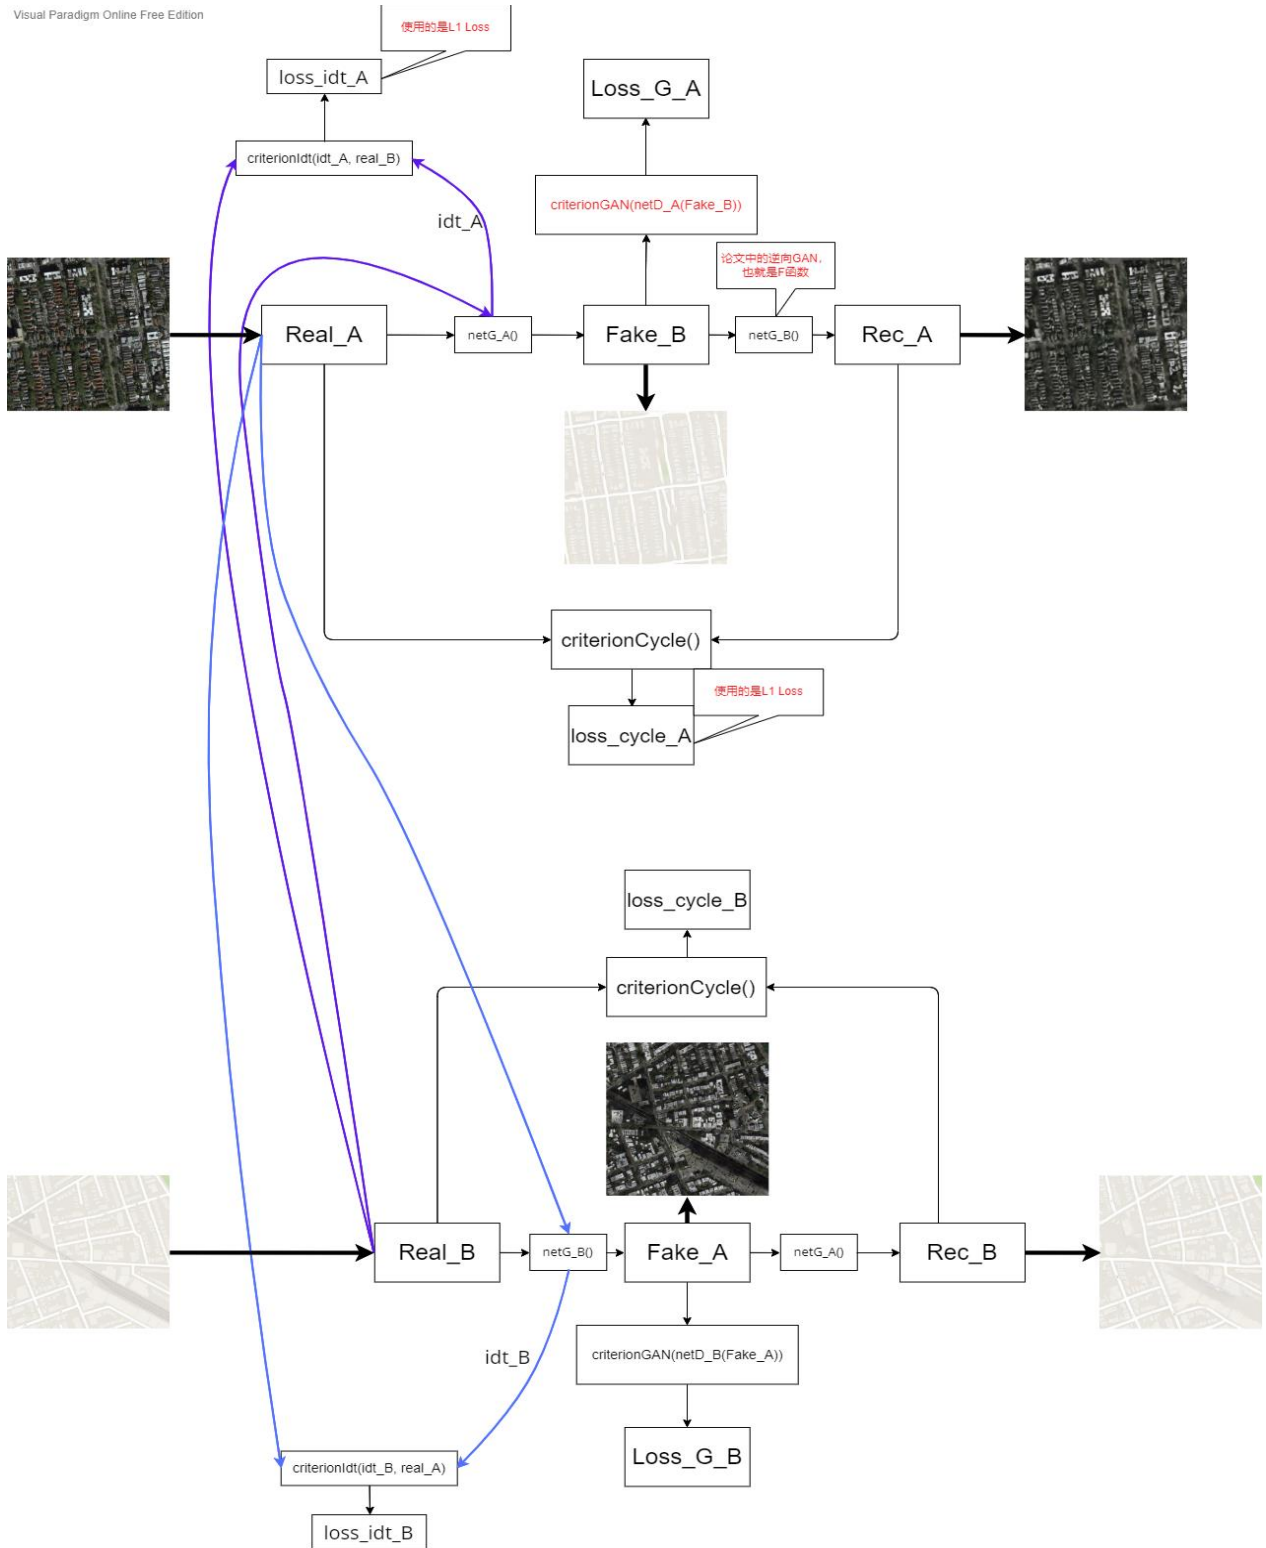 Visual Paradigm Online Free Edition
使用的是L1 Loss
loss_idt_A
Loss_G_A
criterionIdt(idt_A, real_B)
criterionGAN(netD_A(Fake_B))
idt_A
论文中的逆向GAN,
也就是F函数
Real_A
netG_A()
Fake_B
netG_B()
Rec_A
criterionCycle()
使用的是L1 Loss
loss_cycle_A
loss_cycle_B
criterionCycle()
Real_B
netG_B()
Fake_A
netG_A()
Rec_B
idt_B
criterionGAN(netD_B(Fake_A))
criterionIdt(idt_B, real_A)
Loss_G_B
loss_idt_B